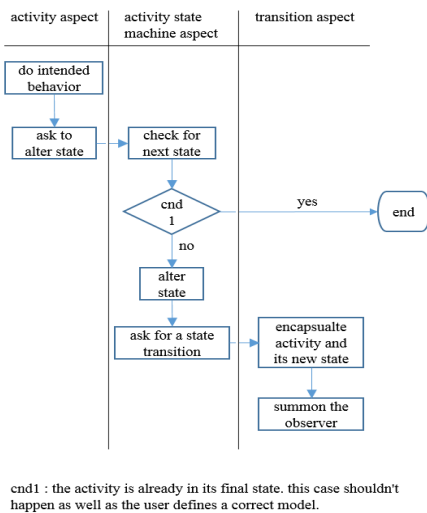 activity aspect
activity state
machine aspect
transition aspect
do intended
behavior
ask to
alter state
check for
next state
cnd
1
yes
end
no
alter
state
ask for a state
transition
encapsualte
activity and
its new state
summon the
observer
cnd1 : the activity is already in its final state. this case shouldn't
happen as well as the user defines a correct model.